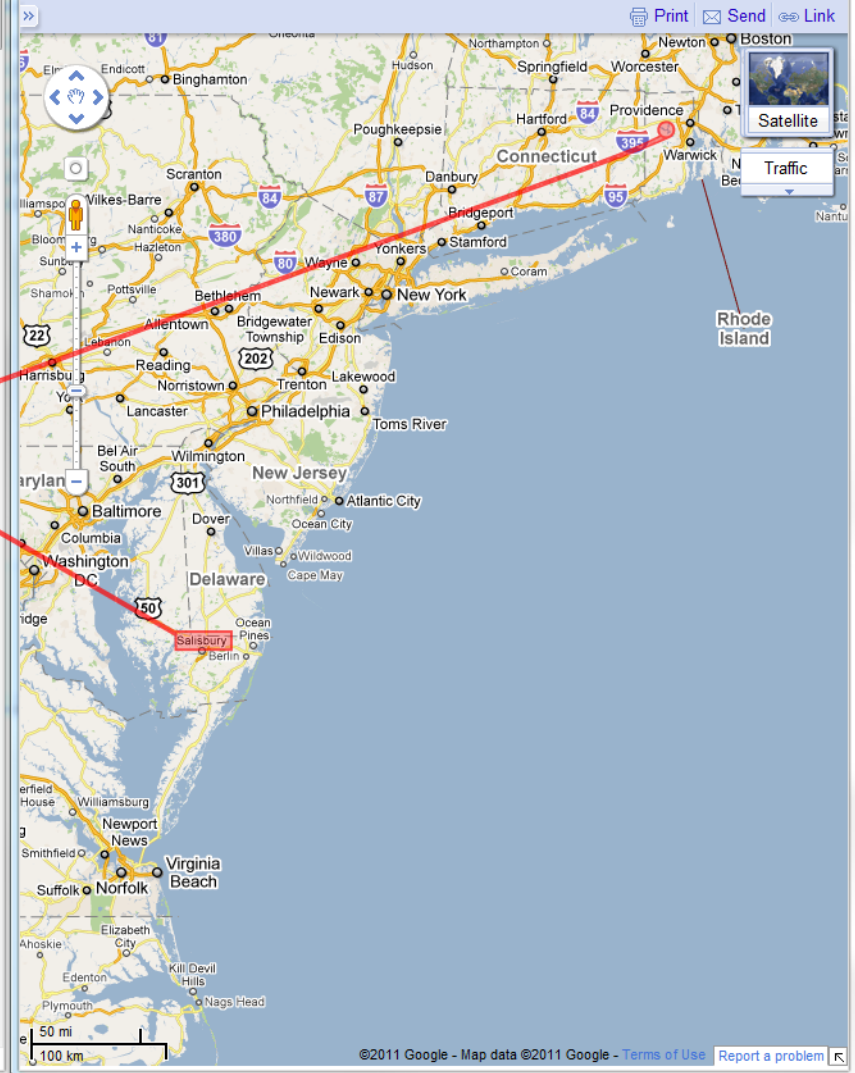 »
Print
Send
Link
Oneonta
81
Endicott
Binghamton
Hudson
Northampton
Springfield
Newton
Boston
Worcester
Satellite
Poughkeepsie
Hartford
84
Providence
395
Connecticut
Warwick
Traffic
Scranton
Danbury
Wilkes-Barre
84
87
95
Bridgeport
Nanticoke
Hazleton
380
Stamford
Yonkers
80
Wayne
Coram
Pottsville
Bethlehem
Newark
New York
Rhode
Island
22
Lebanon
Allentown
Bridgewater
Township
Edison
202
Harrisburg
Reading
Norristown
Trenton
Lakewood
Lancaster
Philadelphia
Toms River
Bel Air
South
Wilmington
New Jersey
301
Northfield
Atlantic City
Baltimore
Dover
Ocean City
Columbia
Villas
Wildwood
Washington
DC
Cape May
Delaware
50
Ocean
Pines
Salisbury
Berlin
erfield
House
Williamsburg
Newport
News
Smithfield
Virginia
Beach
Suffolk
Norfolk
Elizabeth
City
Ahoskie
Edenton
Kill Devil
Hills
Nags Head
Plymouth
50 mi
100 km
©2011 Google - Map data ©2011 Google - Terms of Use
Report a problem